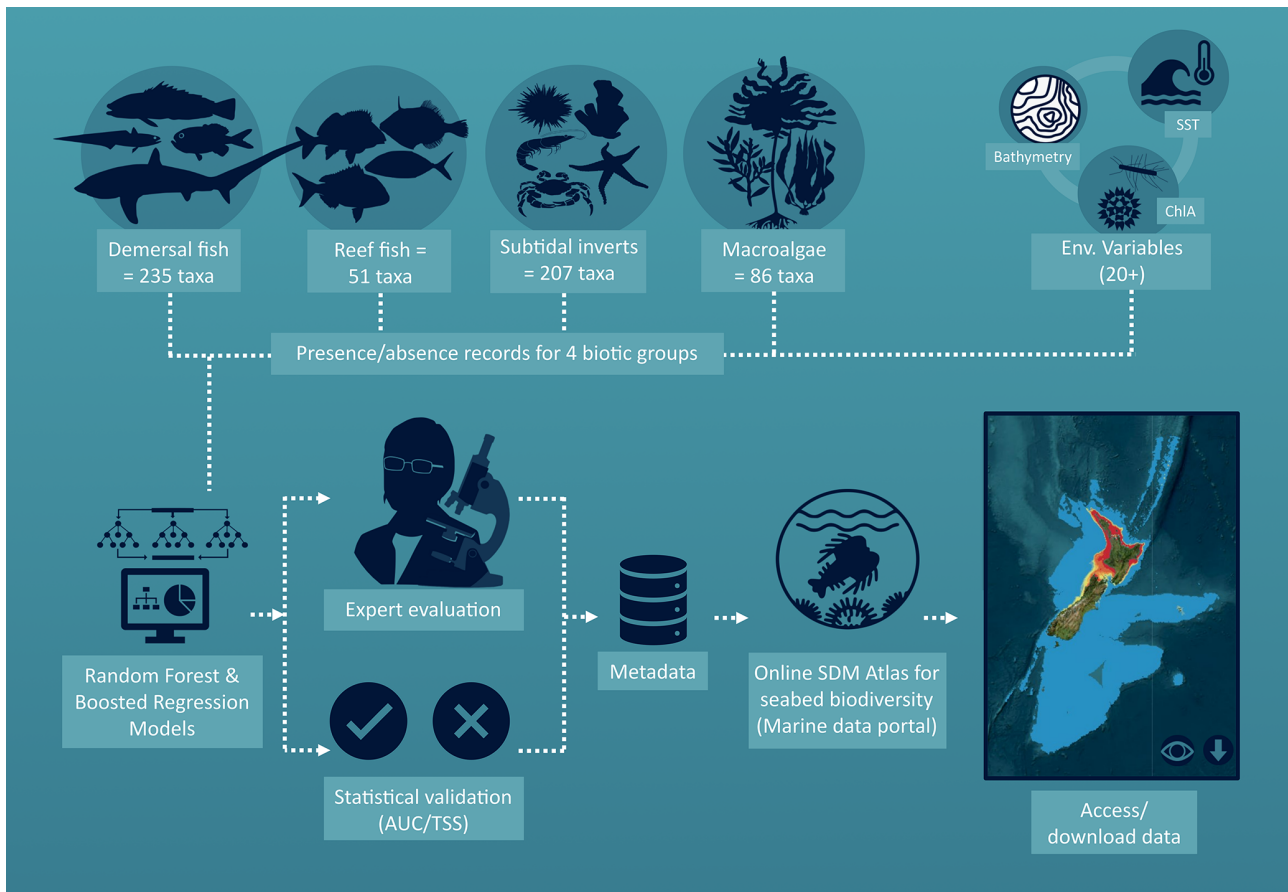 SST
Bathymetry
ChlA
Demersal fish
= 235 taxa
Reef fish =
51 taxa
Subtidal inverts
= 207 taxa
Macroalgae
= 86 taxa
Env. Variables
(20+)
Presence/absence records for 4 biotic groups
Expert evaluation
Random Forest &
Boosted Regression
Models
Metadata
Online SDM Atlas for
seabed biodiversity
(Marine data portal)
Statistical validation
(AUC/TSS)
Access/
download data